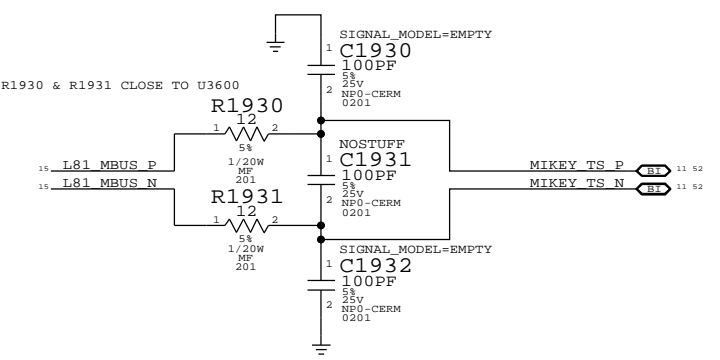 SIGNAL_MODEL=EMPTY
1 C1930
100PF
5%
25V
2 NP0-CERM
0201
R1930 & R1931 CLOSE TO U3600
R1930
12
1 2
5%
1/20W
MF
201
NOSTUFF
1 C1931
100PF
5%
25V
2 NP0-CERM
0201
15 L81_MBUS_P
15 L81_MBUS_N
MIKEY_TS_P BI 11 52
MIKEY_TS_N BI 11 52
R1931
12
1 2
5%
1/20W
MF
201
SIGNAL_MODEL=EMPTY
1 C1932
100PF
5%
25V
2 NP0-CERM
0201